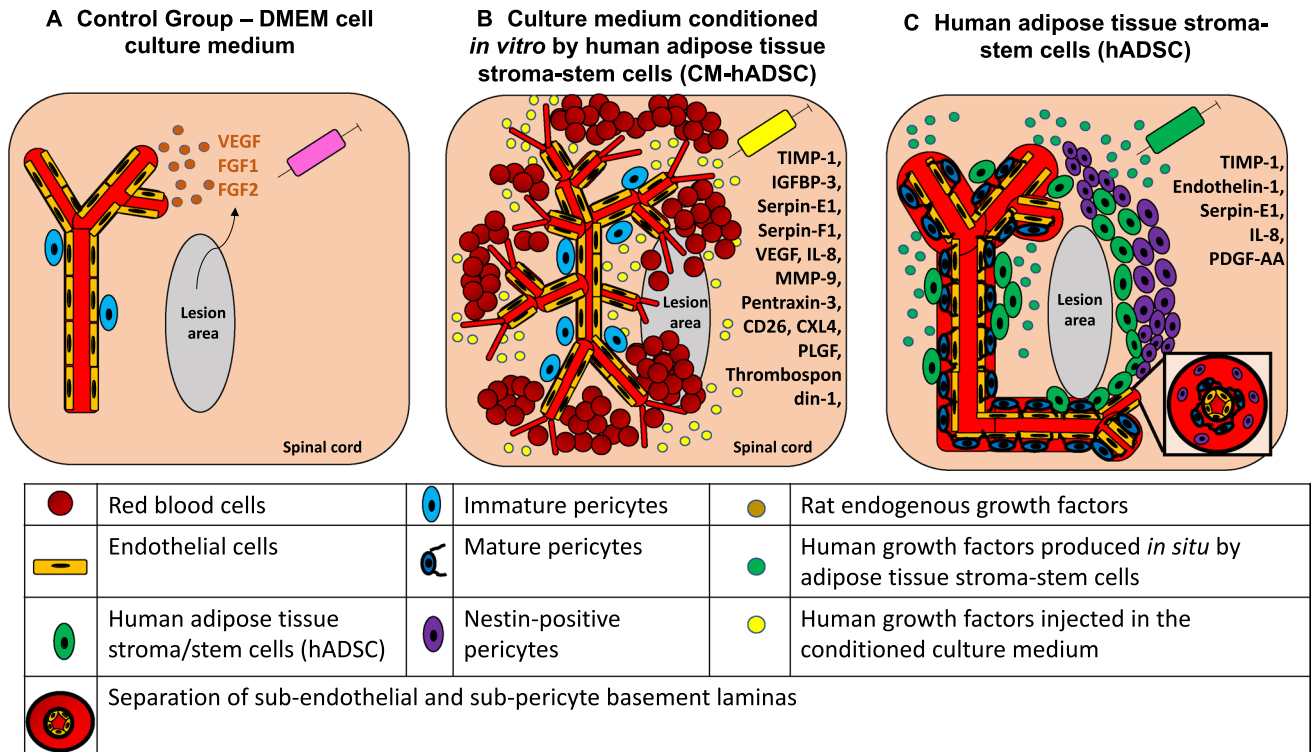 A Control Group – DMEM cell
culture medium
B Culture medium conditioned
in vitro by human adipose tissue
stroma-stem cells (CM-hADSC)
C Human adipose tissue stroma-
stem cells (hADSC)
VEGF
FGF1
FGF2
Lesion
area
Spinal cord
TIMP-1,
IGFBP-3,
Serpin-E1,
Serpin-F1,
VEGF, IL-8,
MMP-9,
Pentraxin-3,
CD26, CXL4,
PLGF,
Thrombospon
din-1,
Lesion
area
Spinal cord
TIMP-1,
Endothelin-1,
Serpin-E1,
IL-8,
PDGF-AA
Lesion
area
Red blood cells
Immature pericytes
Rat endogenous growth factors
Endothelial cells
Mature pericytes
Human growth factors produced in situ by
adipose tissue stroma-stem cells
Human adipose tissue
stroma/stem cells (hADSC)
Nestin-positive
pericytes
Human growth factors injected in the
conditioned culture medium
Separation of sub-endothelial and sub-pericyte basement laminas